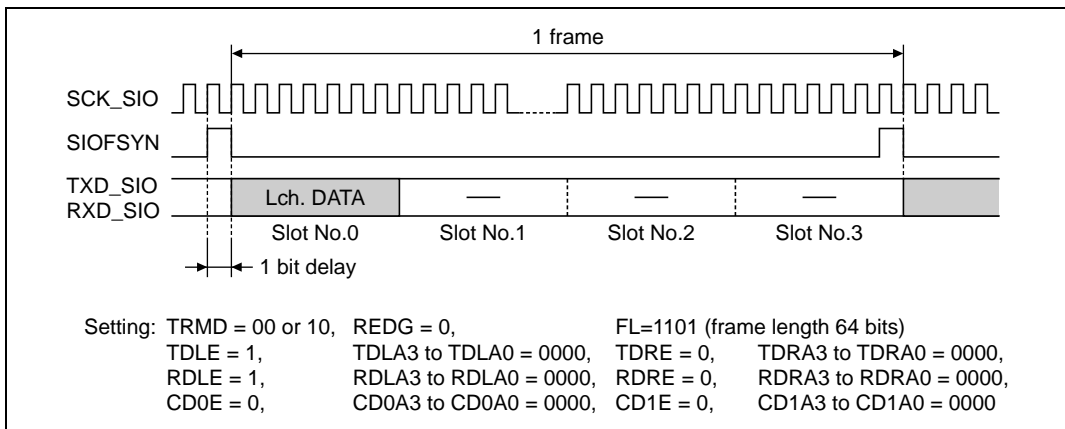 1 frame
SCK_SIO
SIOFSYN
TXD_SIO
RXD_SIO
Lch. DATA — — —
Slot No.0 Slot No.1 Slot No.2 Slot No.3
1 bit delay
Setting: TRMD = 00 or 10, REDG = 0, FL=1101 (frame length 64 bits)
TDLE = 1, TDLA3 to TDLA0 = 0000, TDRE = 0, TDRA3 to TDRA0 = 0000,
RDLE = 1, RDLA3 to RDLA0 = 0000, RDRE = 0, RDRA3 to RDRA0 = 0000,
CD0E = 0, CD0A3 to CD0A0 = 0000, CD1E = 0, CD1A3 to CD1A0 = 0000